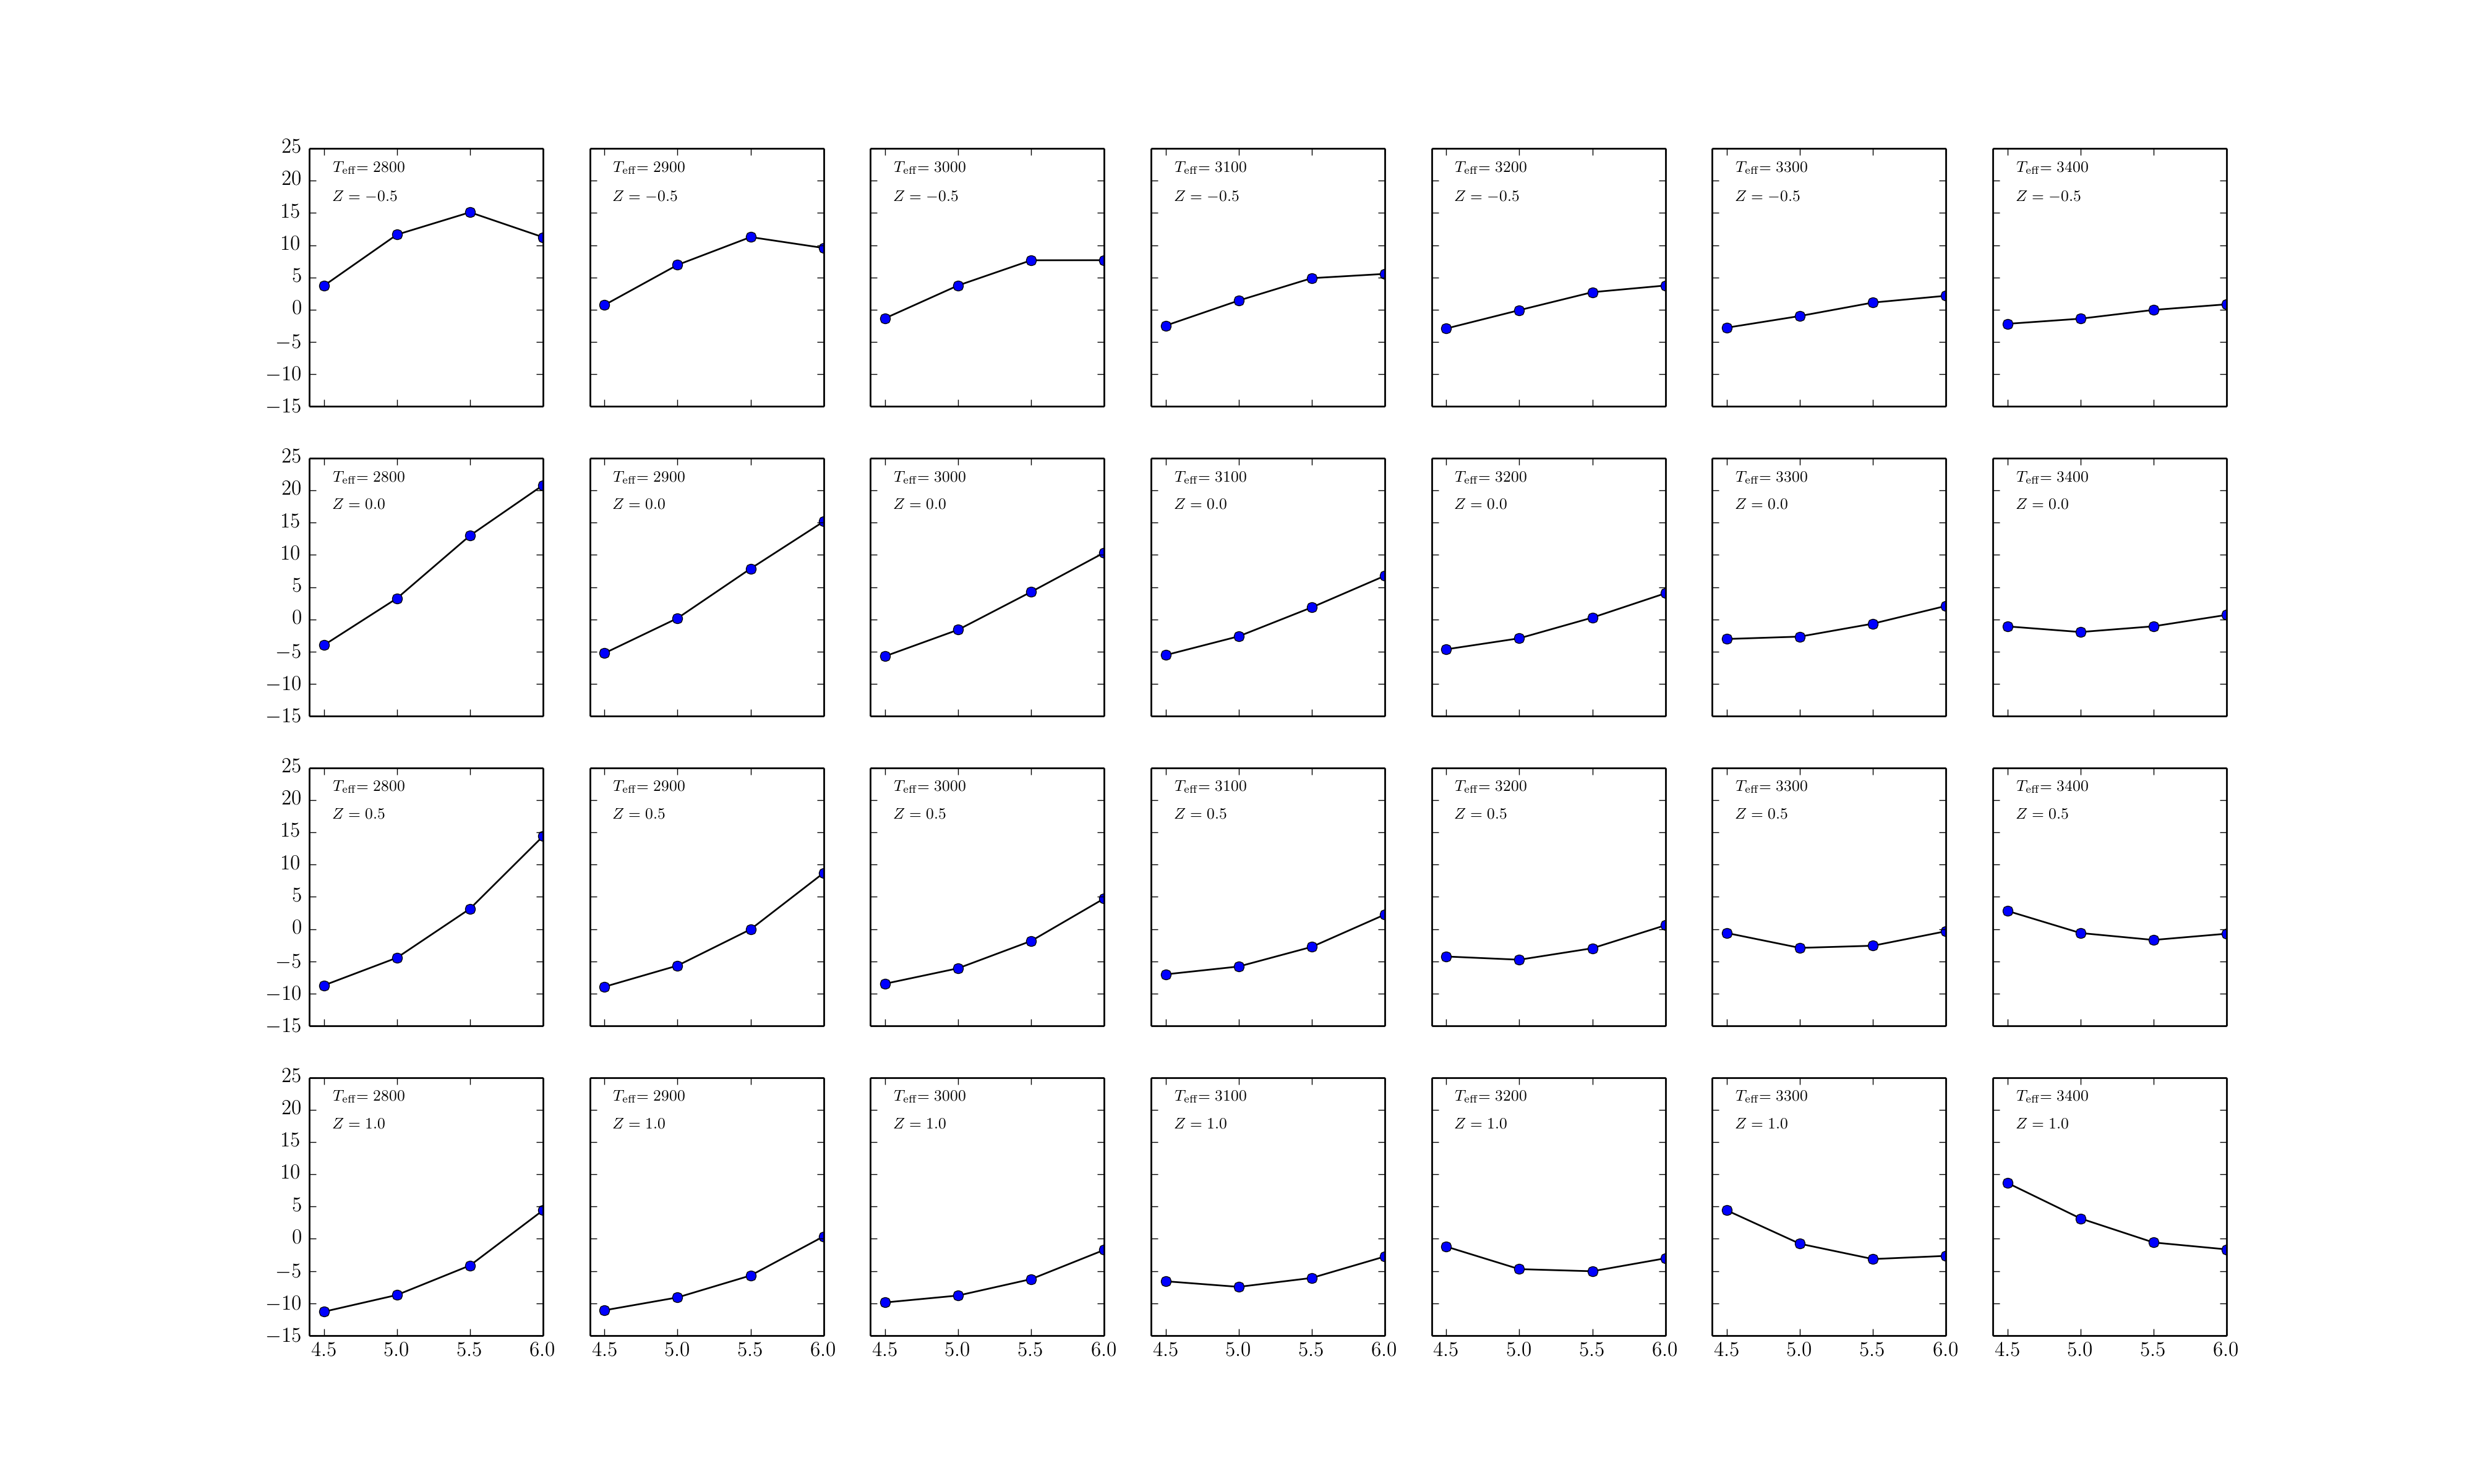 25
20
15
10
5
0
−5
−10
−15
T_eff = 2800
Z = −0.5
T_eff = 2900
Z = −0.5
T_eff = 3000
Z = −0.5
T_eff = 3100
Z = −0.5
T_eff = 3200
Z = −0.5
T_eff = 3300
Z = −0.5
T_eff = 3400
Z = −0.5
25
20
15
10
5
0
−5
−10
−15
T_eff = 2800
Z = 0.0
T_eff = 2900
Z = 0.0
T_eff = 3000
Z = 0.0
T_eff = 3100
Z = 0.0
T_eff = 3200
Z = 0.0
T_eff = 3300
Z = 0.0
T_eff = 3400
Z = 0.0
25
20
15
10
5
0
−5
−10
−15
T_eff = 2800
Z = 0.5
T_eff = 2900
Z = 0.5
T_eff = 3000
Z = 0.5
T_eff = 3100
Z = 0.5
T_eff = 3200
Z = 0.5
T_eff = 3300
Z = 0.5
T_eff = 3400
Z = 0.5
25
20
15
10
5
0
−5
−10
−15
T_eff = 2800
Z = 1.0
T_eff = 2900
Z = 1.0
T_eff = 3000
Z = 1.0
T_eff = 3100
Z = 1.0
T_eff = 3200
Z = 1.0
T_eff = 3300
Z = 1.0
T_eff = 3400
Z = 1.0
4.5 5.0 5.5 6.0
4.5 5.0 5.5 6.0
4.5 5.0 5.5 6.0
4.5 5.0 5.5 6.0
4.5 5.0 5.5 6.0
4.5 5.0 5.5 6.0
4.5 5.0 5.5 6.0